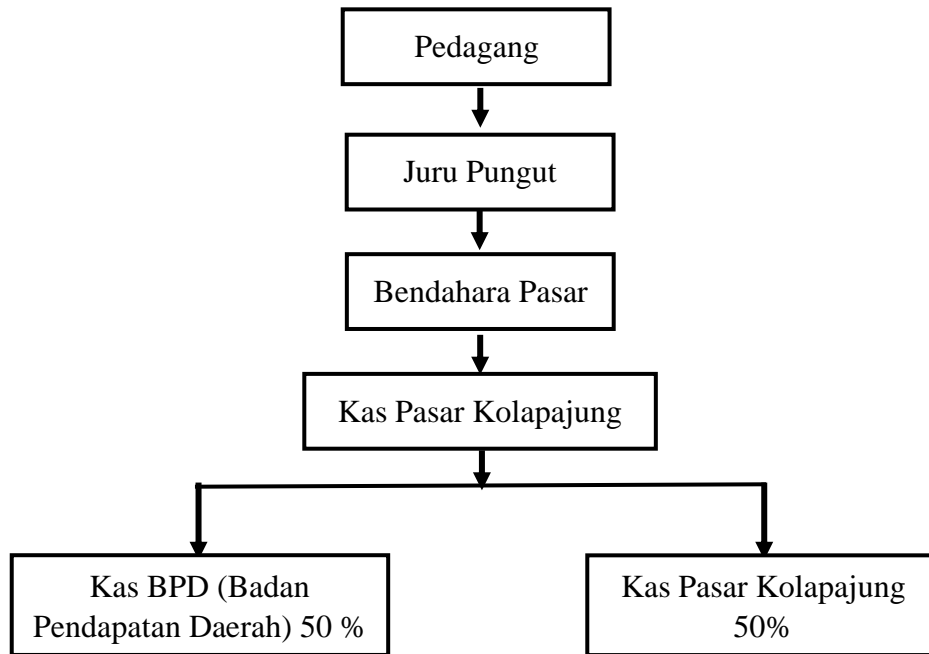 Pedagang
Juru Pungut
Bendahara Pasar
Kas Pasar Kolapajung
Kas BPD (Badan
Pendapatan Daerah) 50 %
Kas Pasar Kolapajung
50%